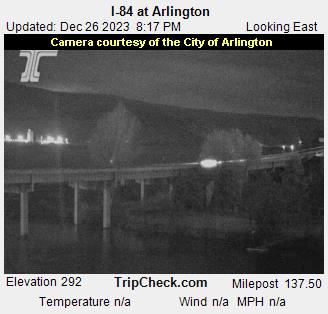 I-84 at Arlington
Updated: Dec 26 2023 8:17 PM Looking East
Camera courtesy of the City of Arlington
Elevation 292 TripCheck.com Milepost 137.50
Temperature n/a Wind n/a MPH n/a